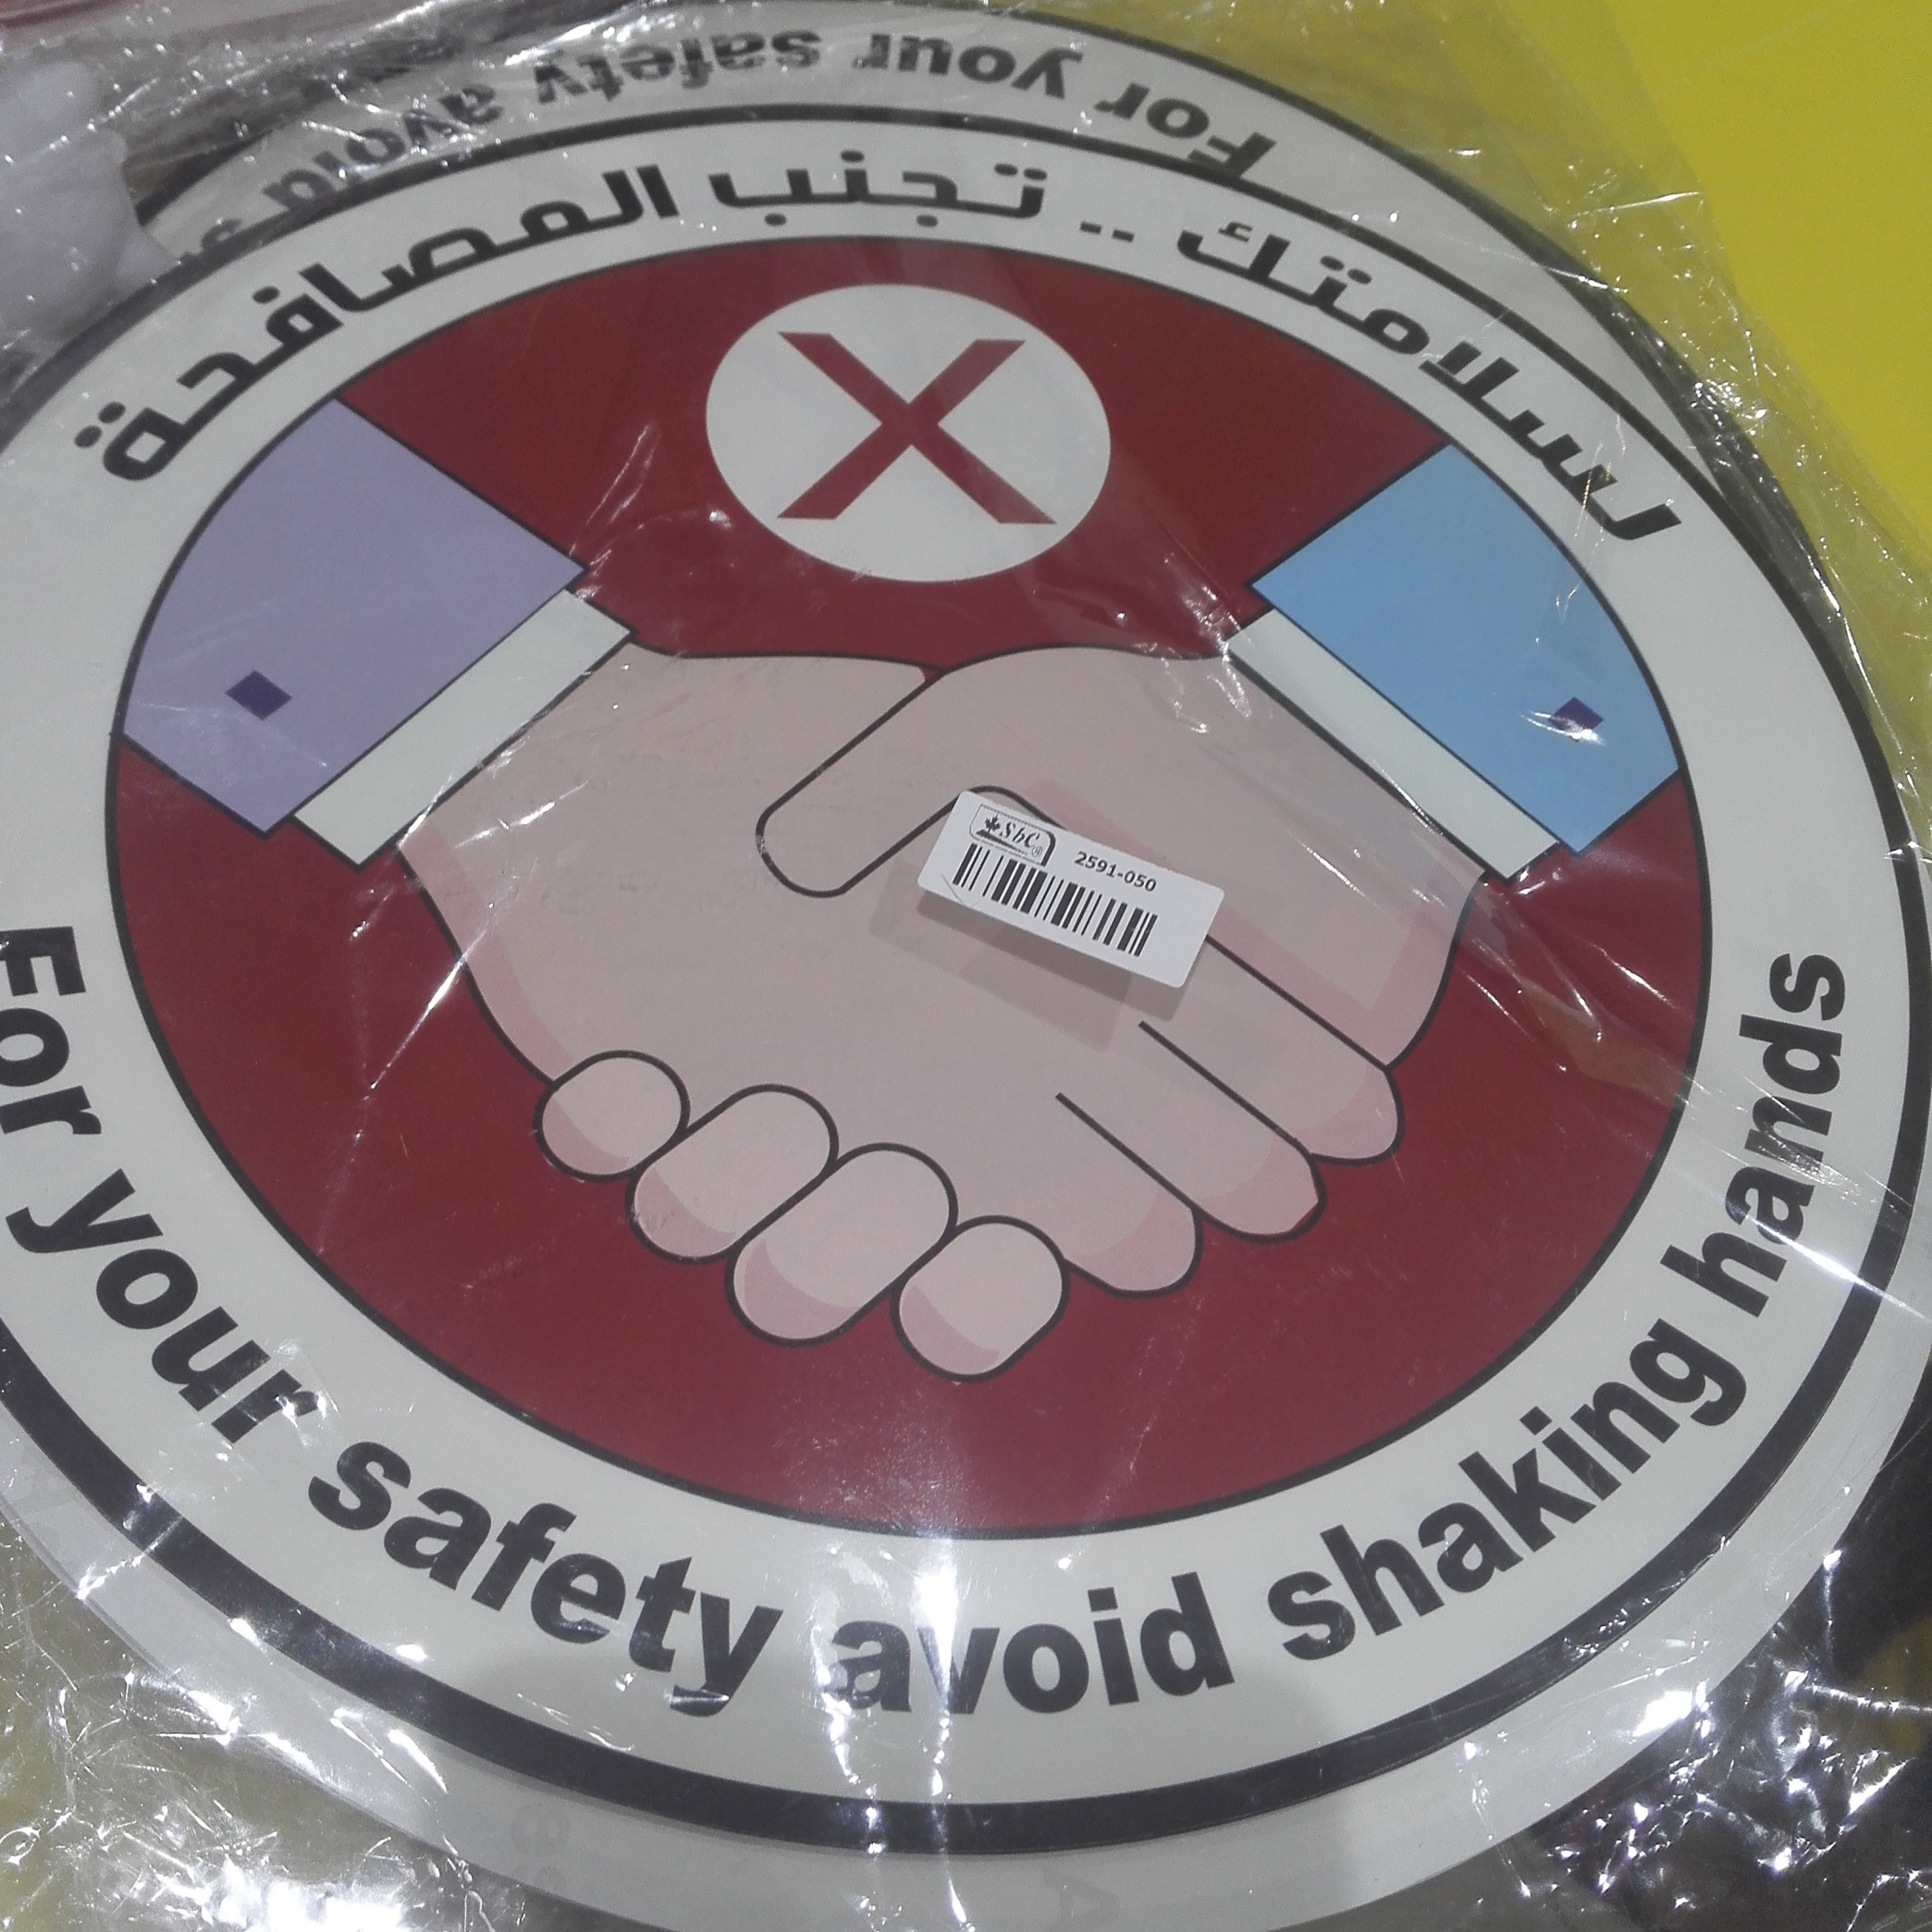 For your safety avoid s
لسلامتك .. تجنب المصافحة
SbC
2591-050
For your safety avoid shaking hands